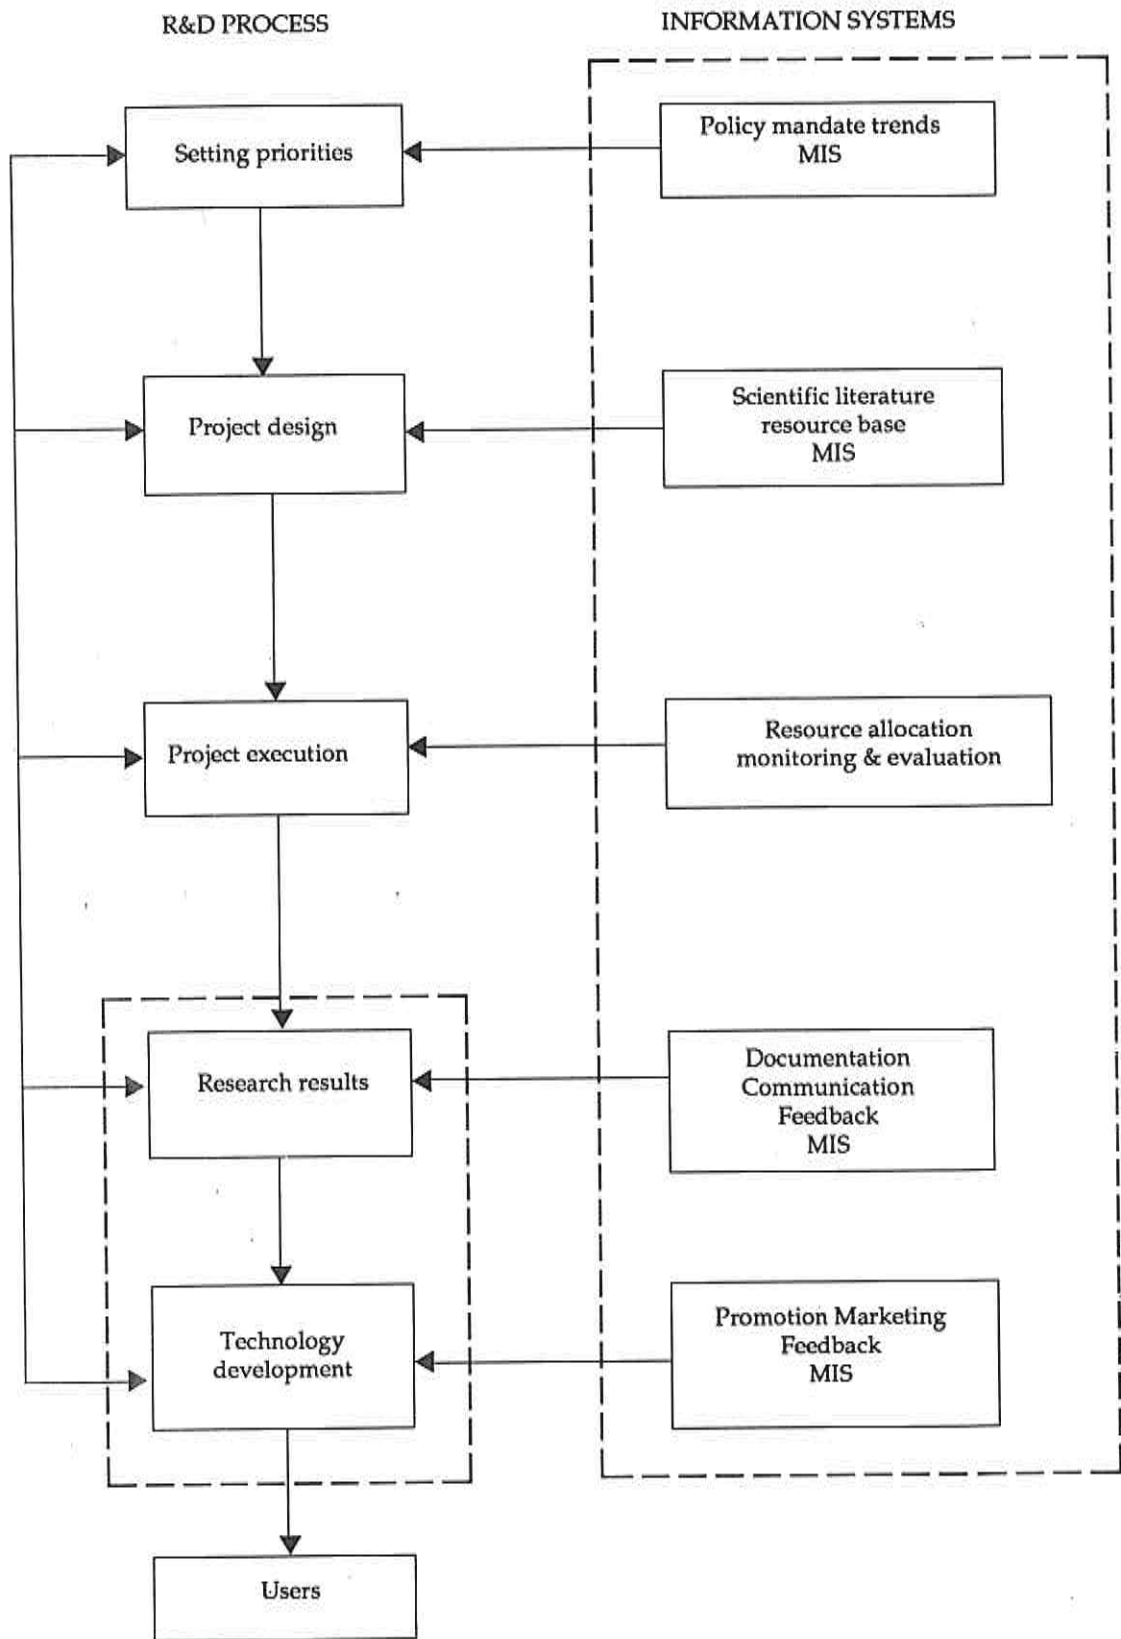 R&D PROCESS
INFORMATION SYSTEMS
Setting priorities
Policy mandate trends
MIS
Project design
Scientific literature
resource base
MIS
Project execution
Resource allocation
monitoring & evaluation
Research results
Documentation
Communication
Feedback
MIS
Technology
development
Promotion Marketing
Feedback
MIS
Users